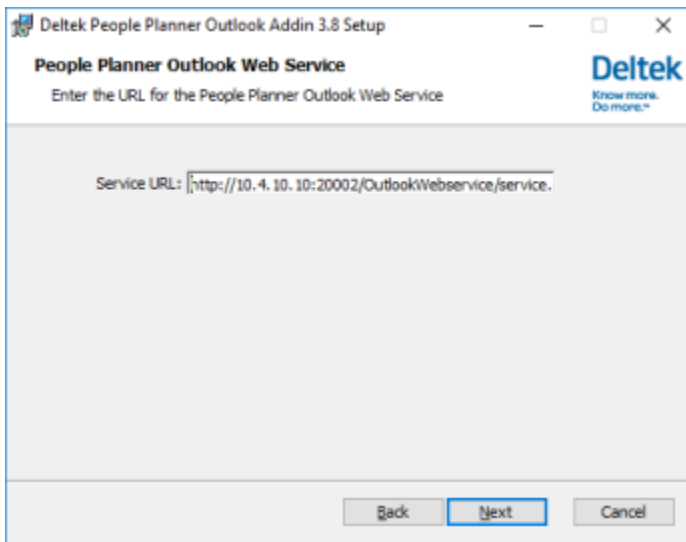 Deltek People Planner Outlook Addin 3.8 Setup
People Planner Outlook Web Service
Enter the URL for the People Planner Outlook Web Service
Deltek
Know more.
Do more.™
Service URL: http://10.4.10.10:20002/OutlookWebservice/service.
Back
Next
Cancel